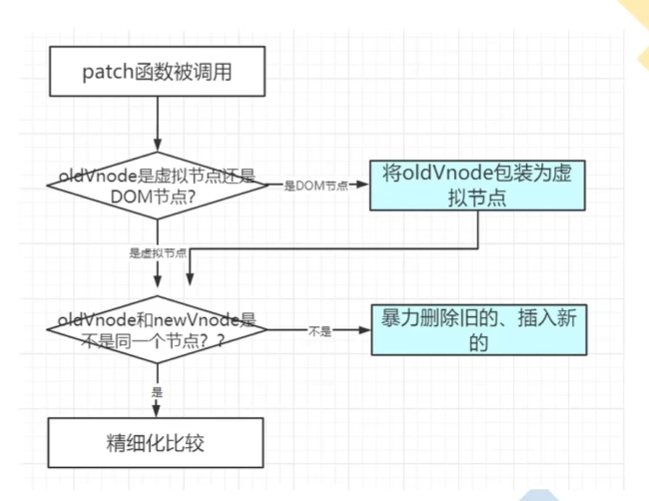 patch函数被调用
oldVnode是虚拟节点还是
DOM节点?
是DOM节点
将oldVnode包装为虚
拟节点
是虚拟节点
oldVnode和newVnode是
不是同一个节点? ?
不是
暴力删除旧的、插入新
的
是
精细化比较